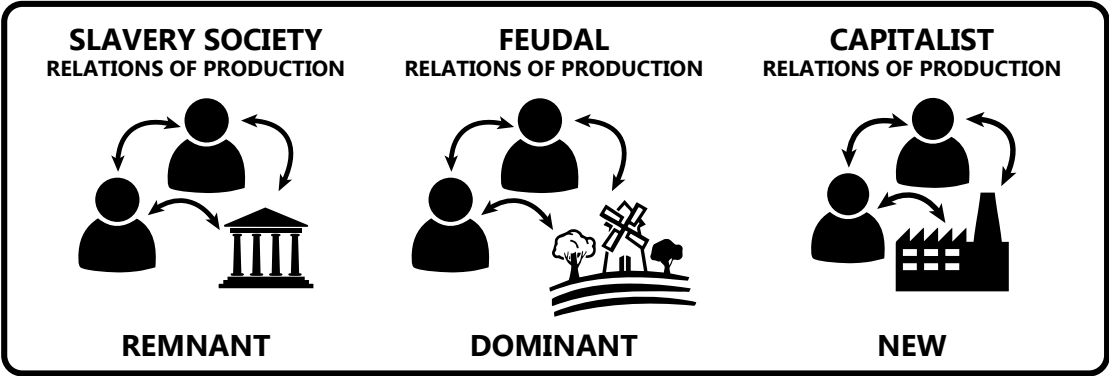 SLAVERY SOCIETY
RELATIONS OF PRODUCTION
REMNANT
FEUDAL
RELATIONS OF PRODUCTION
DOMINANT
CAPITALIST
RELATIONS OF PRODUCTION
NEW